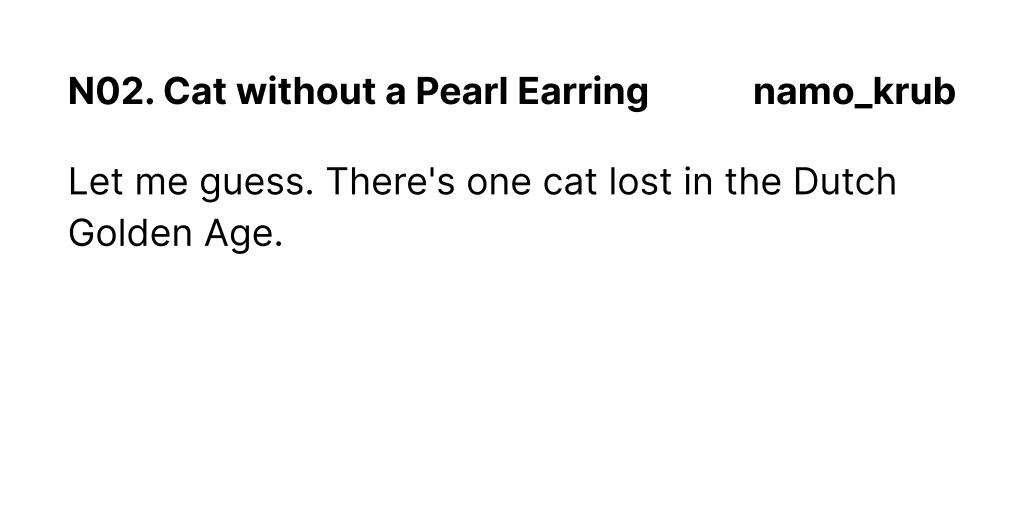 N02. Cat without a Pearl Earring namo_krub
Let me guess. There's one cat lost in the Dutch
Golden Age.